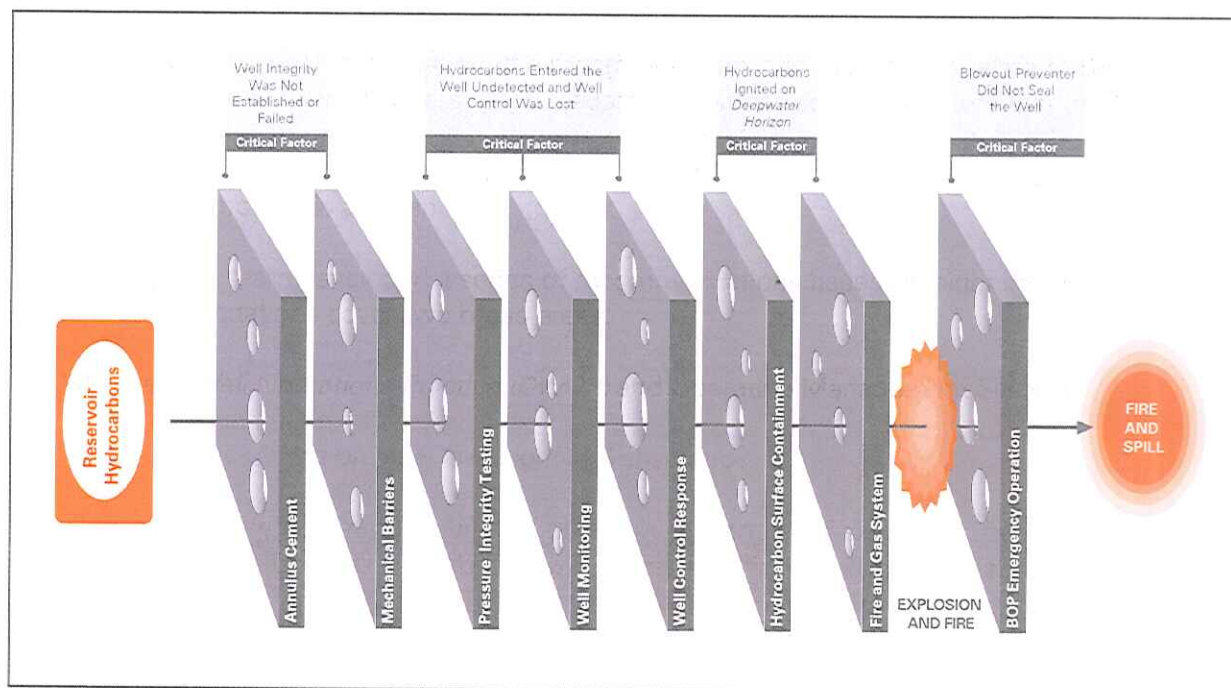 Well Integrity
Was Not
Established or
Failed
Critical Factor
Hydrocarbons Entered the
Well Undetected and Well
Control Was Lost
Critical Factor
Hydrocarbons
Ignited on
Deepwater
Horizon
Critical Factor
Blowout Preventer
Did Not Seal
the Well
Critical Factor
Reservoir
Hydrocarbons
Annulus Cement
Mechanical Barriers
Pressure Integrity Testing
Well Monitoring
Well Control Response
Hydrocarbon Surface Containment
Fire and Gas System
EXPLOSION
AND FIRE
BOP Emergency Operation
FIRE
AND
SPILL